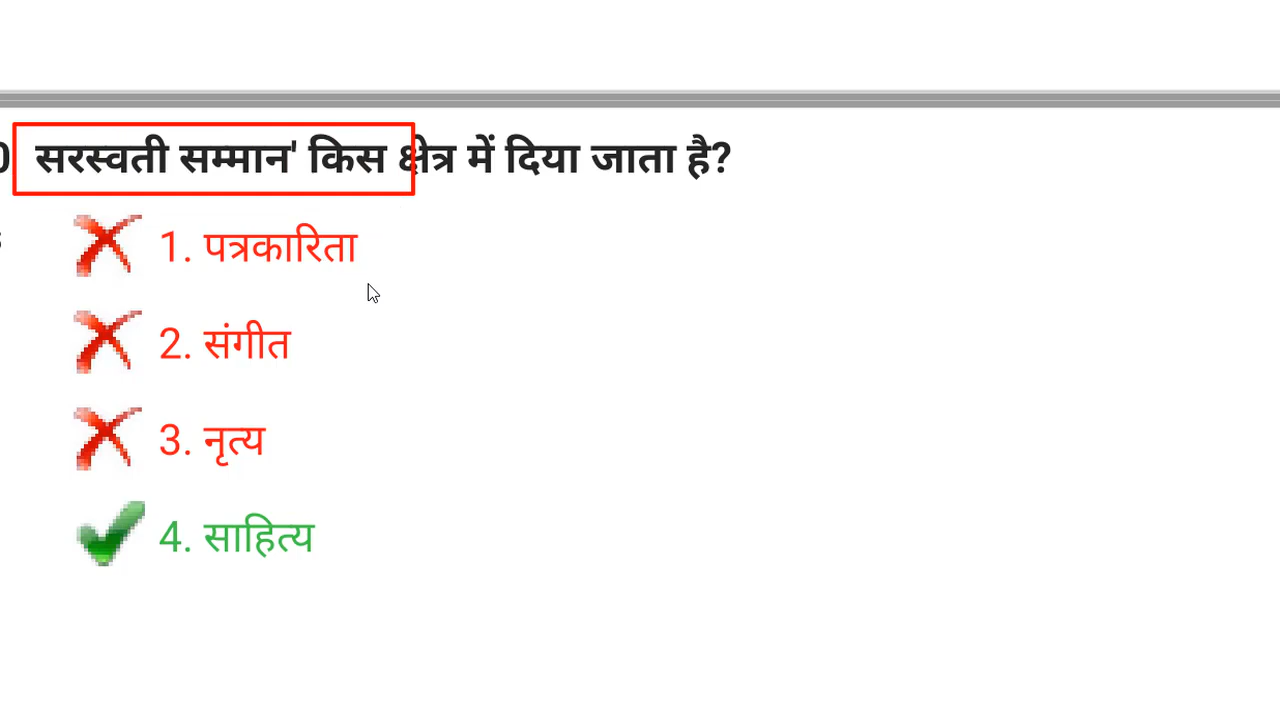 सरस्वती सम्मान' किस क्षेत्र में दिया जाता है?
1. पत्रकारिता
2. संगीत
3. नृत्य
4. साहित्य